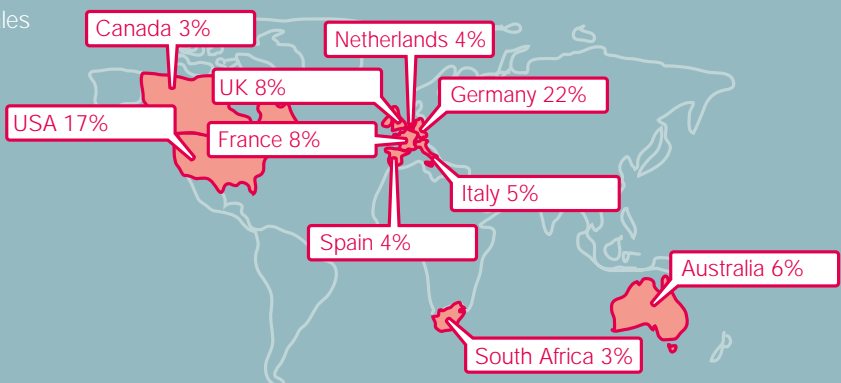 les
Canada 3%
Netherlands 4%
UK 8%
Germany 22%
USA 17%
France 8%
Italy 5%
Spain 4%
Australia 6%
South Africa 3%